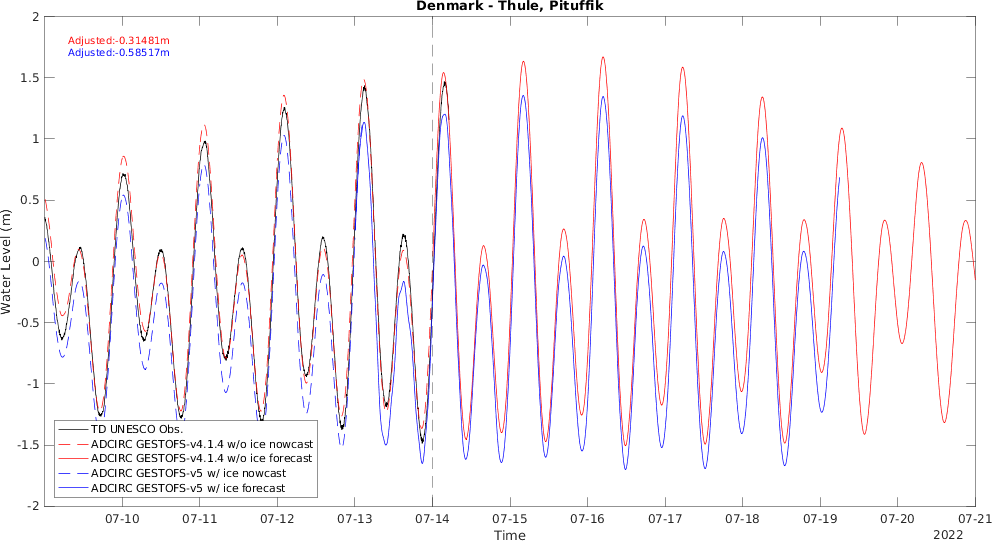 Denmark - Thule, Pituffik
2
Adjusted:-0.31481m
Adjusted:-0.58517m
1.5
1
0.5
0
-0.5
-1
-1.5
-2
Water Level (m)
TD UNESCO Obs.
ADCIRC GESTOFS-v4.1.4 w/o ice nowcast
ADCIRC GESTOFS-v4.1.4 w/o ice forecast
ADCIRC GESTOFS-v5 w/ ice nowcast
ADCIRC GESTOFS-v5 w/ ice forecast
07-10 07-11 07-12 07-13 07-14 07-15 07-16 07-17 07-18 07-19 07-20 07-21
Time
2022